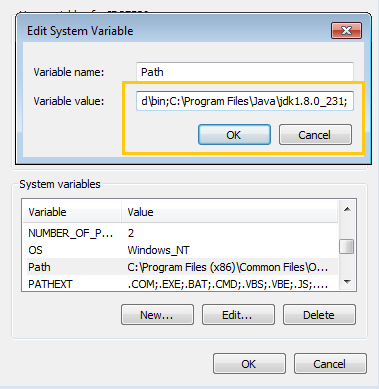 Edit System Variable
Variable name: Path
Variable value: d\bin;C:\Program Files\Java\jdk1.8.0_231;
OK Cancel
System variables
Variable Value
NUMBER_OF_P... 2
OS Windows_NT
Path C:\Program Files (x86)\Common Files\O...
PATHEXT .COM;.EXE;.BAT;.CMD;.VBS;.VBE;.JS;....
New... Edit... Delete
OK Cancel